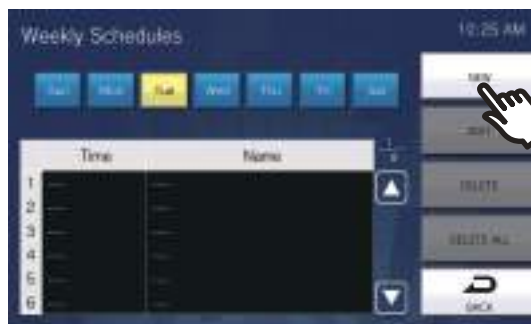 Weekly Schedules
10:25 AM
Sun Mon Tue Wed Thu Fri Sat
NEW
EDIT
Time Name
1 ---- ----
2 ---- ----
3 ---- ----
4 ---- ----
5 ---- ----
6 ---- ----
DELETE
DELETE ALL
BACK